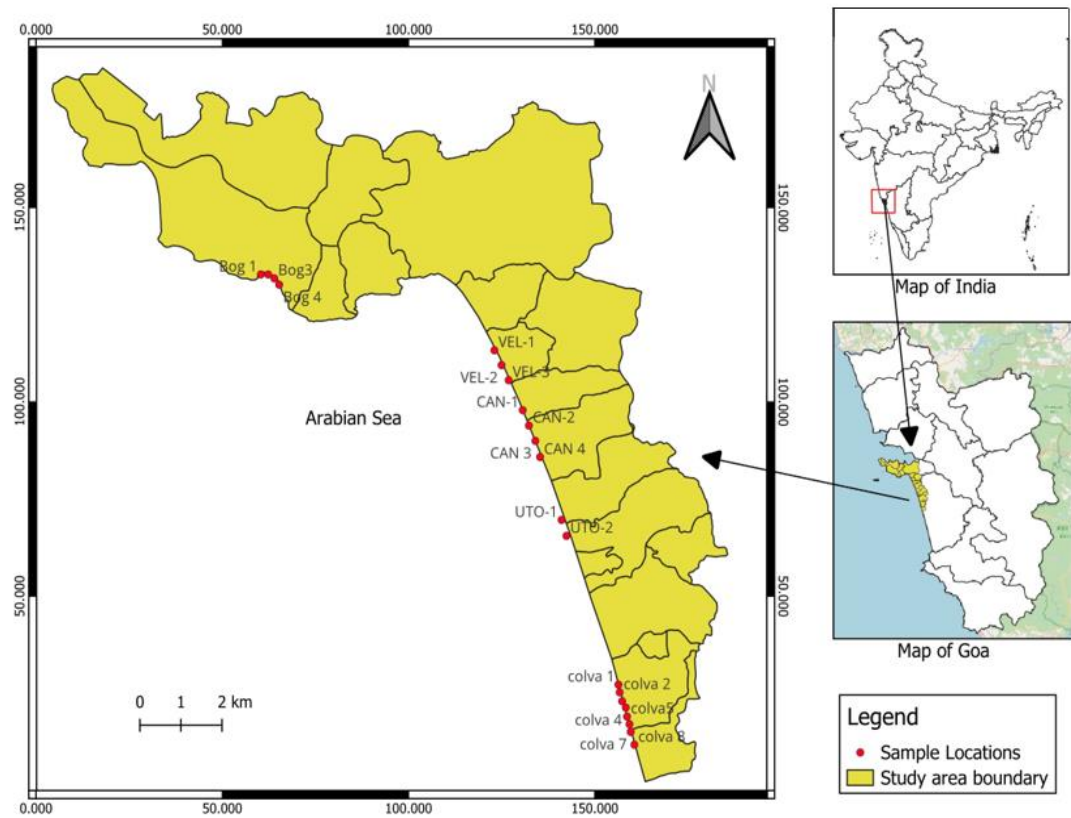 0.000 50.000 100.000 150.000
N
150.000 150.000
Bog 1 Bog3
Bog 4
VEL-1
VEL-2 VEL-3
100.000 100.000
CAN-1 CAN-2
Arabian Sea
CAN 3 CAN 4
UTO-1 UTO-2
50.000 50.000
colva 1 colva 2
colva5
colva 4
colva 8
colva 7
0 1 2 km
0.000 50.000 100.000 150.000
Map of India
Map of Goa
Legend
Sample Locations
Study area boundary